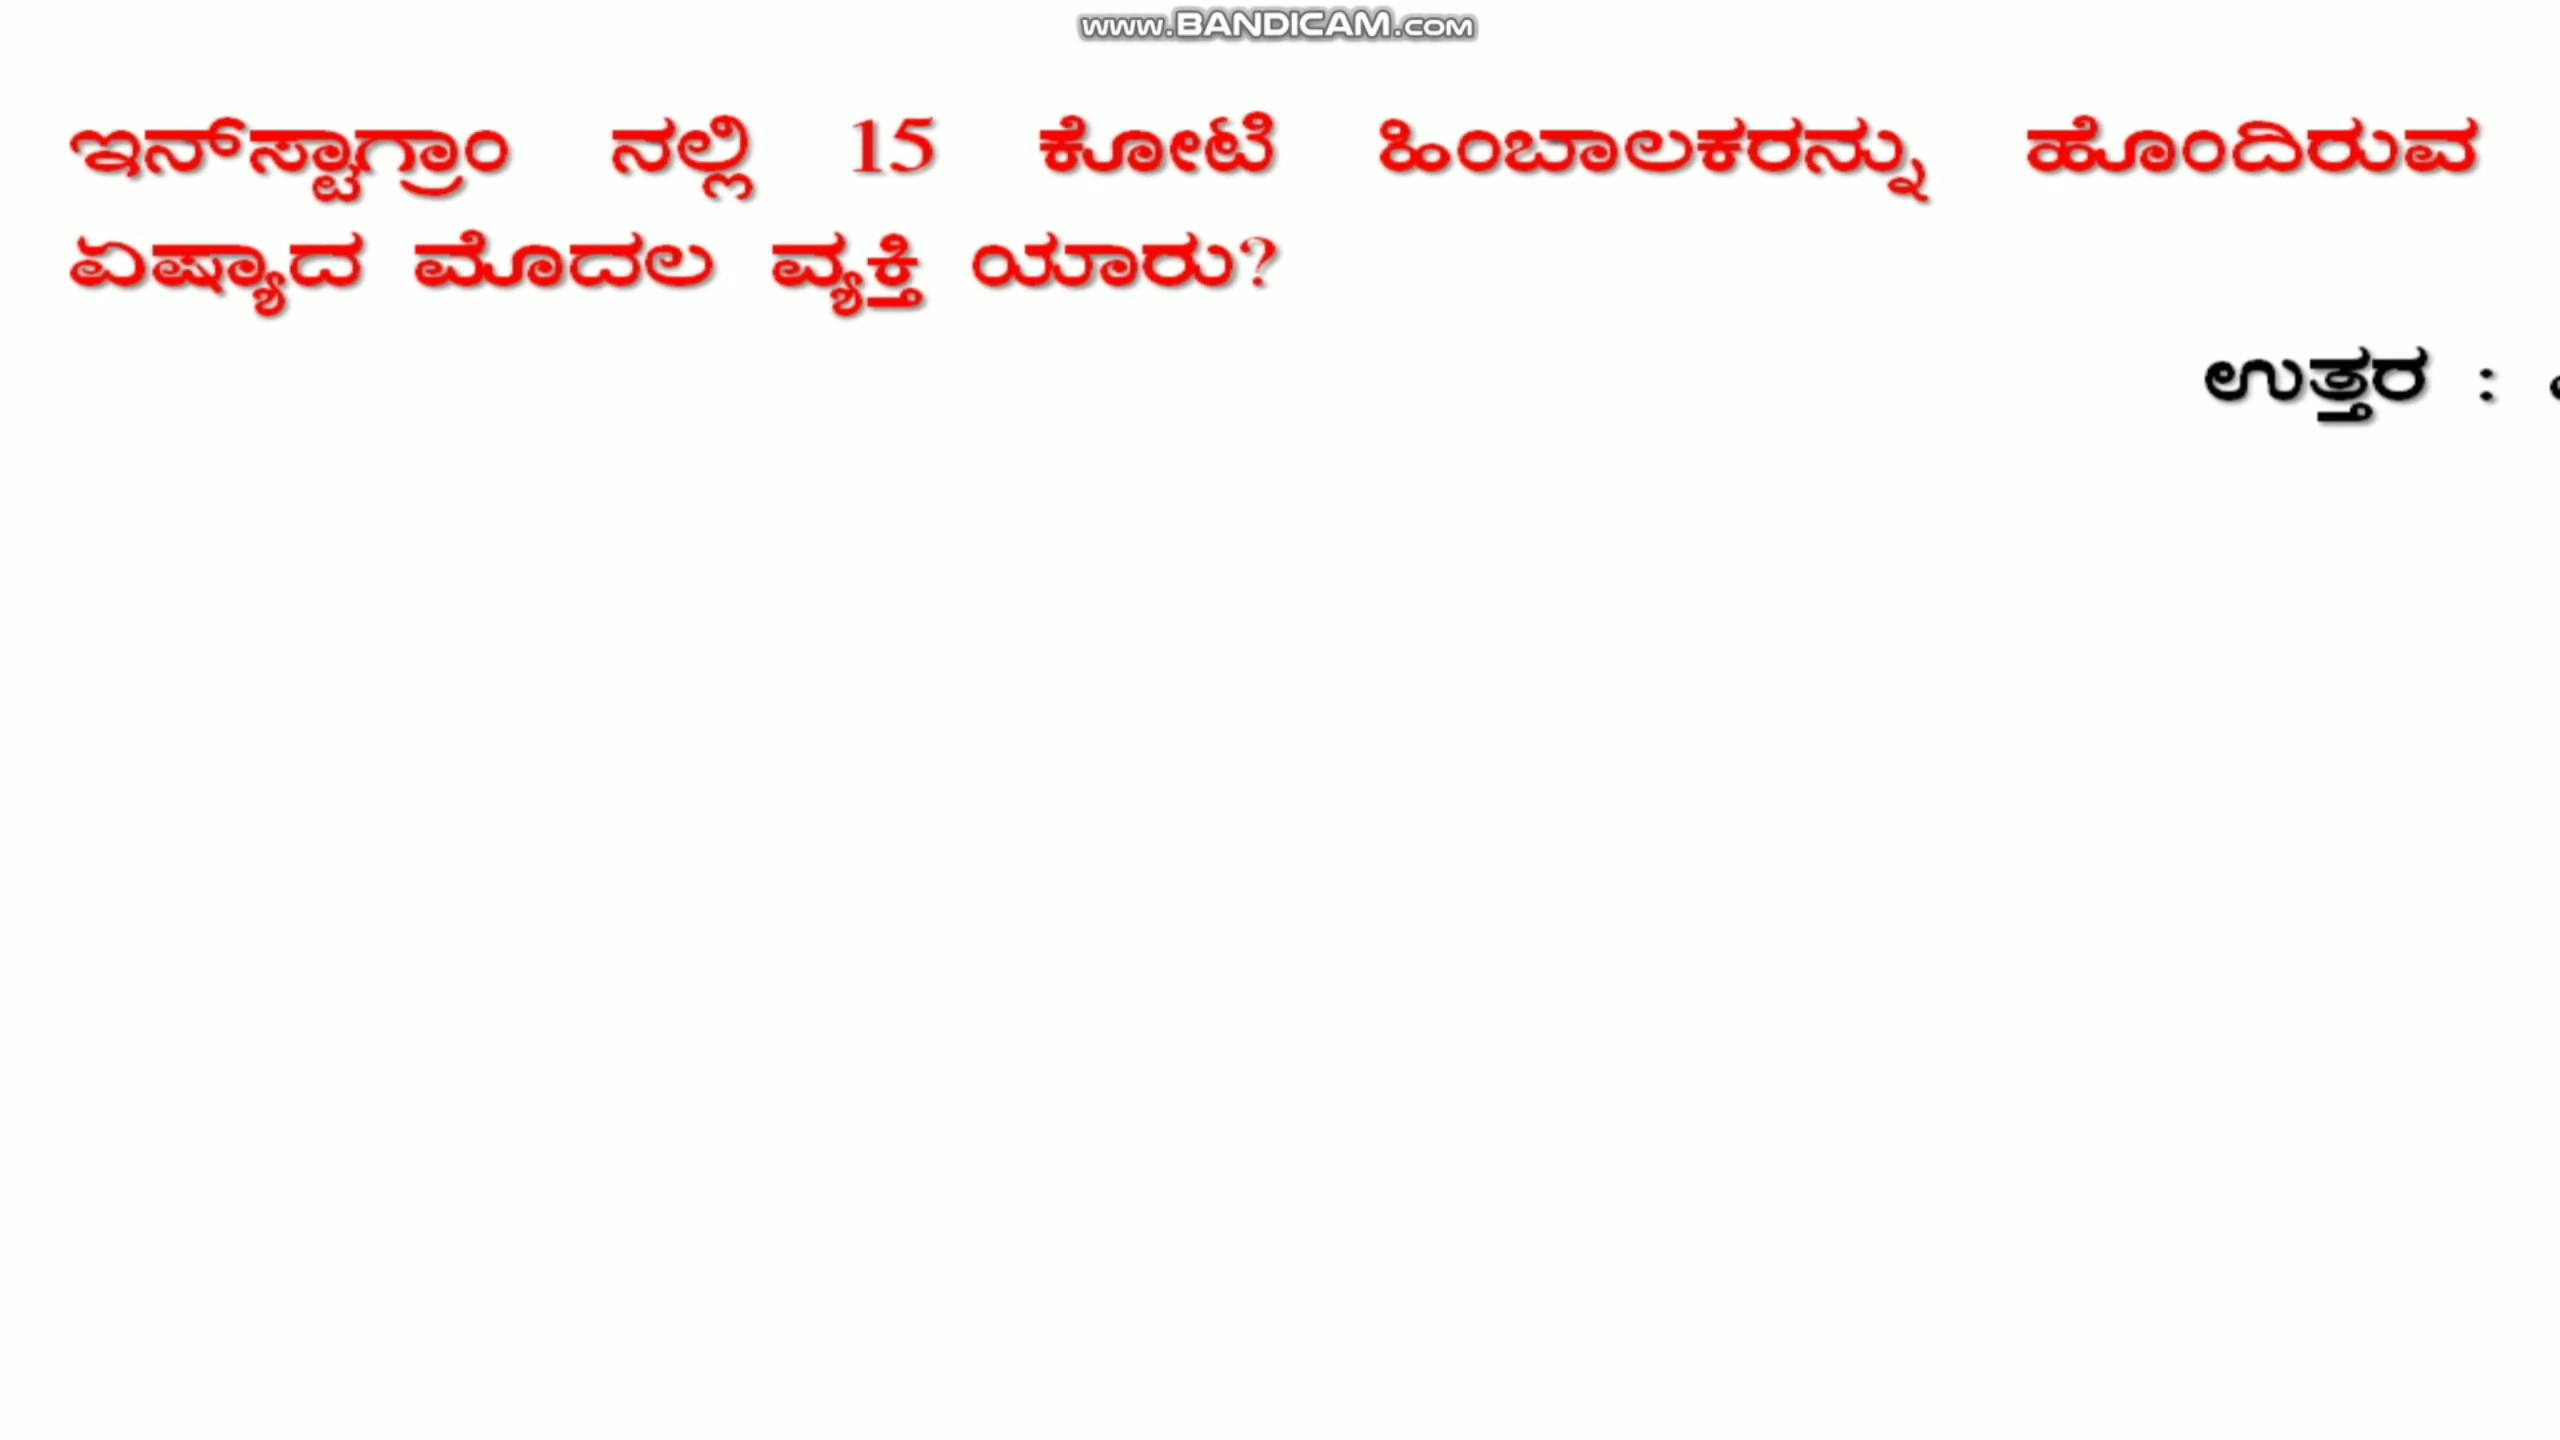 www.BANDICAM.com
ಇನ್‌ಸ್ಟಾಗ್ರಾಂ ನಲ್ಲಿ 15 ಕೋಟಿ ಹಿಂಬಾಲಕರನ್ನು ಹೊಂದಿರುವ
ಏಷ್ಯಾದ ಮೊದಲ ವ್ಯಕ್ತಿ ಯಾರು?
ಉತ್ತರ :